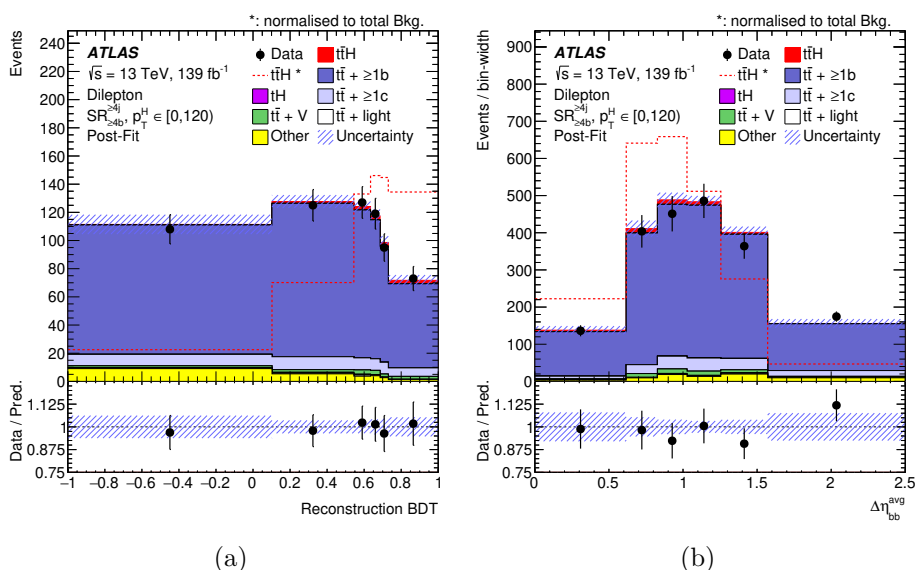 *: normalised to total Bkg.
Events
240
220
200
180
160
140
120
100
80
60
40
20
0
ATLAS
√s = 13 TeV, 139 fb⁻¹
Dilepton
SR≥4j≥4b, pTH ∈ [0,120)
Post-Fit
Data
tt̄H
tt̄H *
tt̄ + ≥1b
tH
tt̄ + ≥1c
tt̄ + V
tt̄ + light
Other
Uncertainty
Data / Pred.
1.125
1
0.875
0.75
−1 −0.8 −0.6 −0.4 −0.2 0 0.2 0.4 0.6 0.8 1
Reconstruction BDT
(a)
*: normalised to total Bkg.
Events / bin-width
900
800
700
600
500
400
300
200
100
0
ATLAS
√s = 13 TeV, 139 fb⁻¹
Dilepton
SR≥4j≥4b, pTH ∈ [0,120)
Post-Fit
Data
tt̄H
tt̄H *
tt̄ + ≥1b
tH
tt̄ + ≥1c
tt̄ + V
tt̄ + light
Other
Uncertainty
Data / Pred.
1.125
1
0.875
0.75
0 0.5 1 1.5 2 2.5
Δηbbavg
(b)